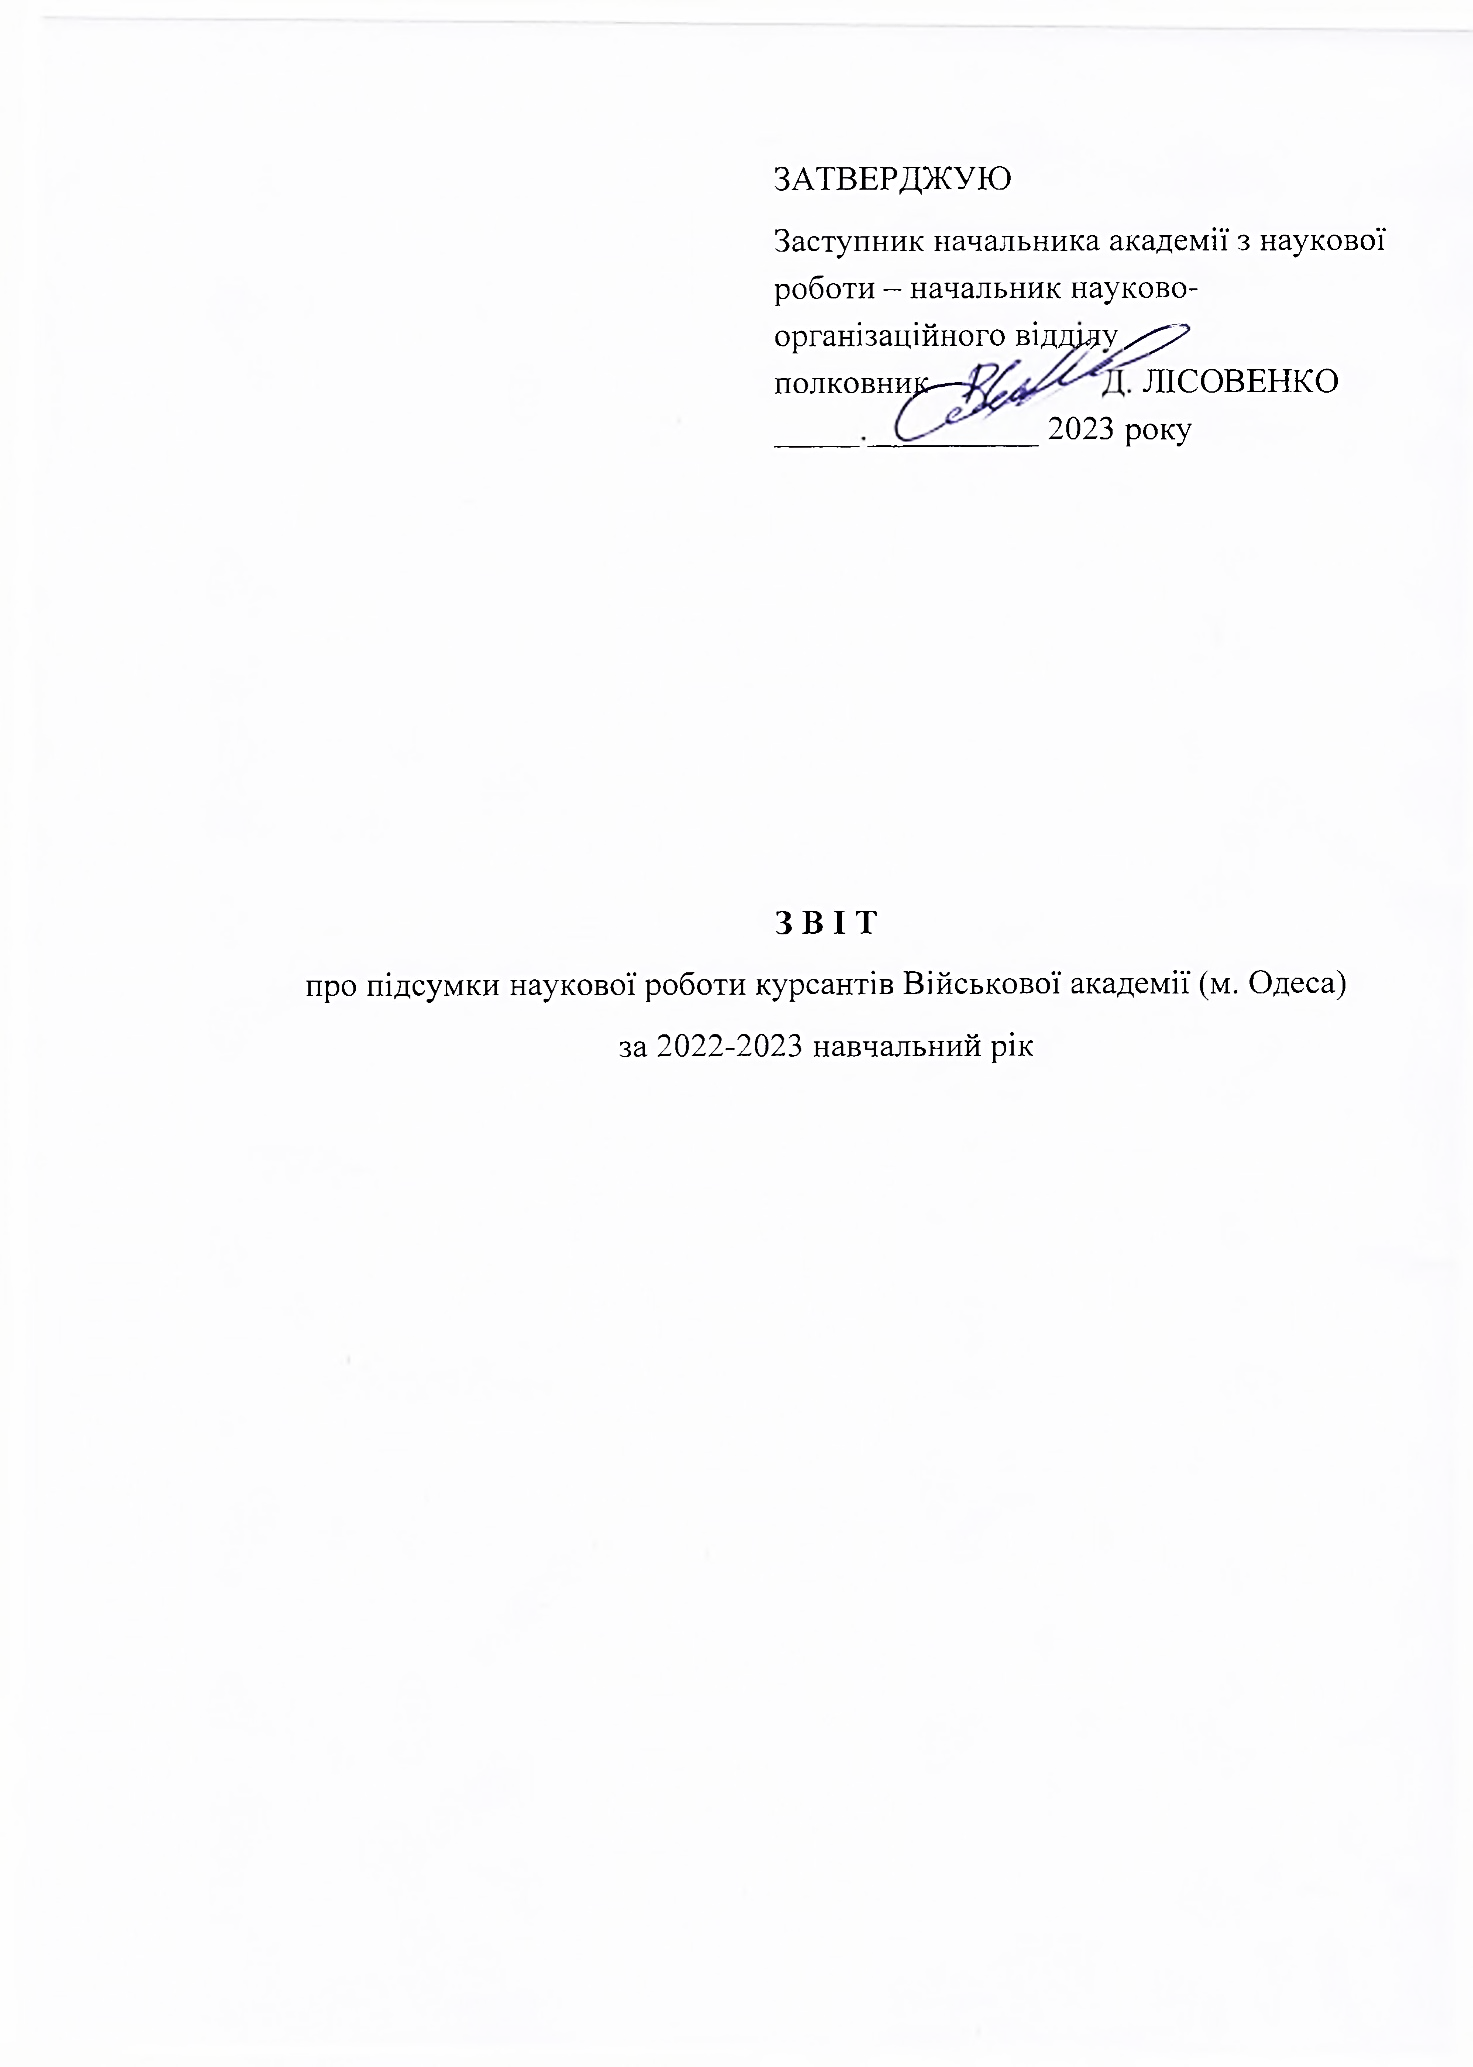 ЗАТВЕРДЖУЮ
Заступник начальника академії з наукової
роботи – начальник науково-
організаційного відділу
полковник Д. ЛІСОВЕНКО
_____.__________ 2023 року
З В І Т
про підсумки наукової роботи курсантів Військової академії (м. Одеса)
за 2022-2023 навчальний рік